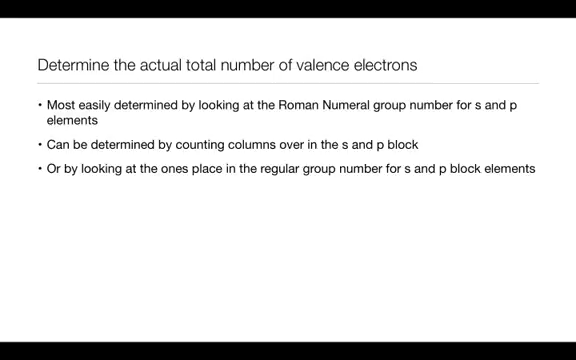 Determine the actual total number of valence electrons
• Most easily determined by looking at the Roman Numeral group number for s and p
elements
• Can be determined by counting columns over in the s and p block
• Or by looking at the ones place in the regular group number for s and p block elements